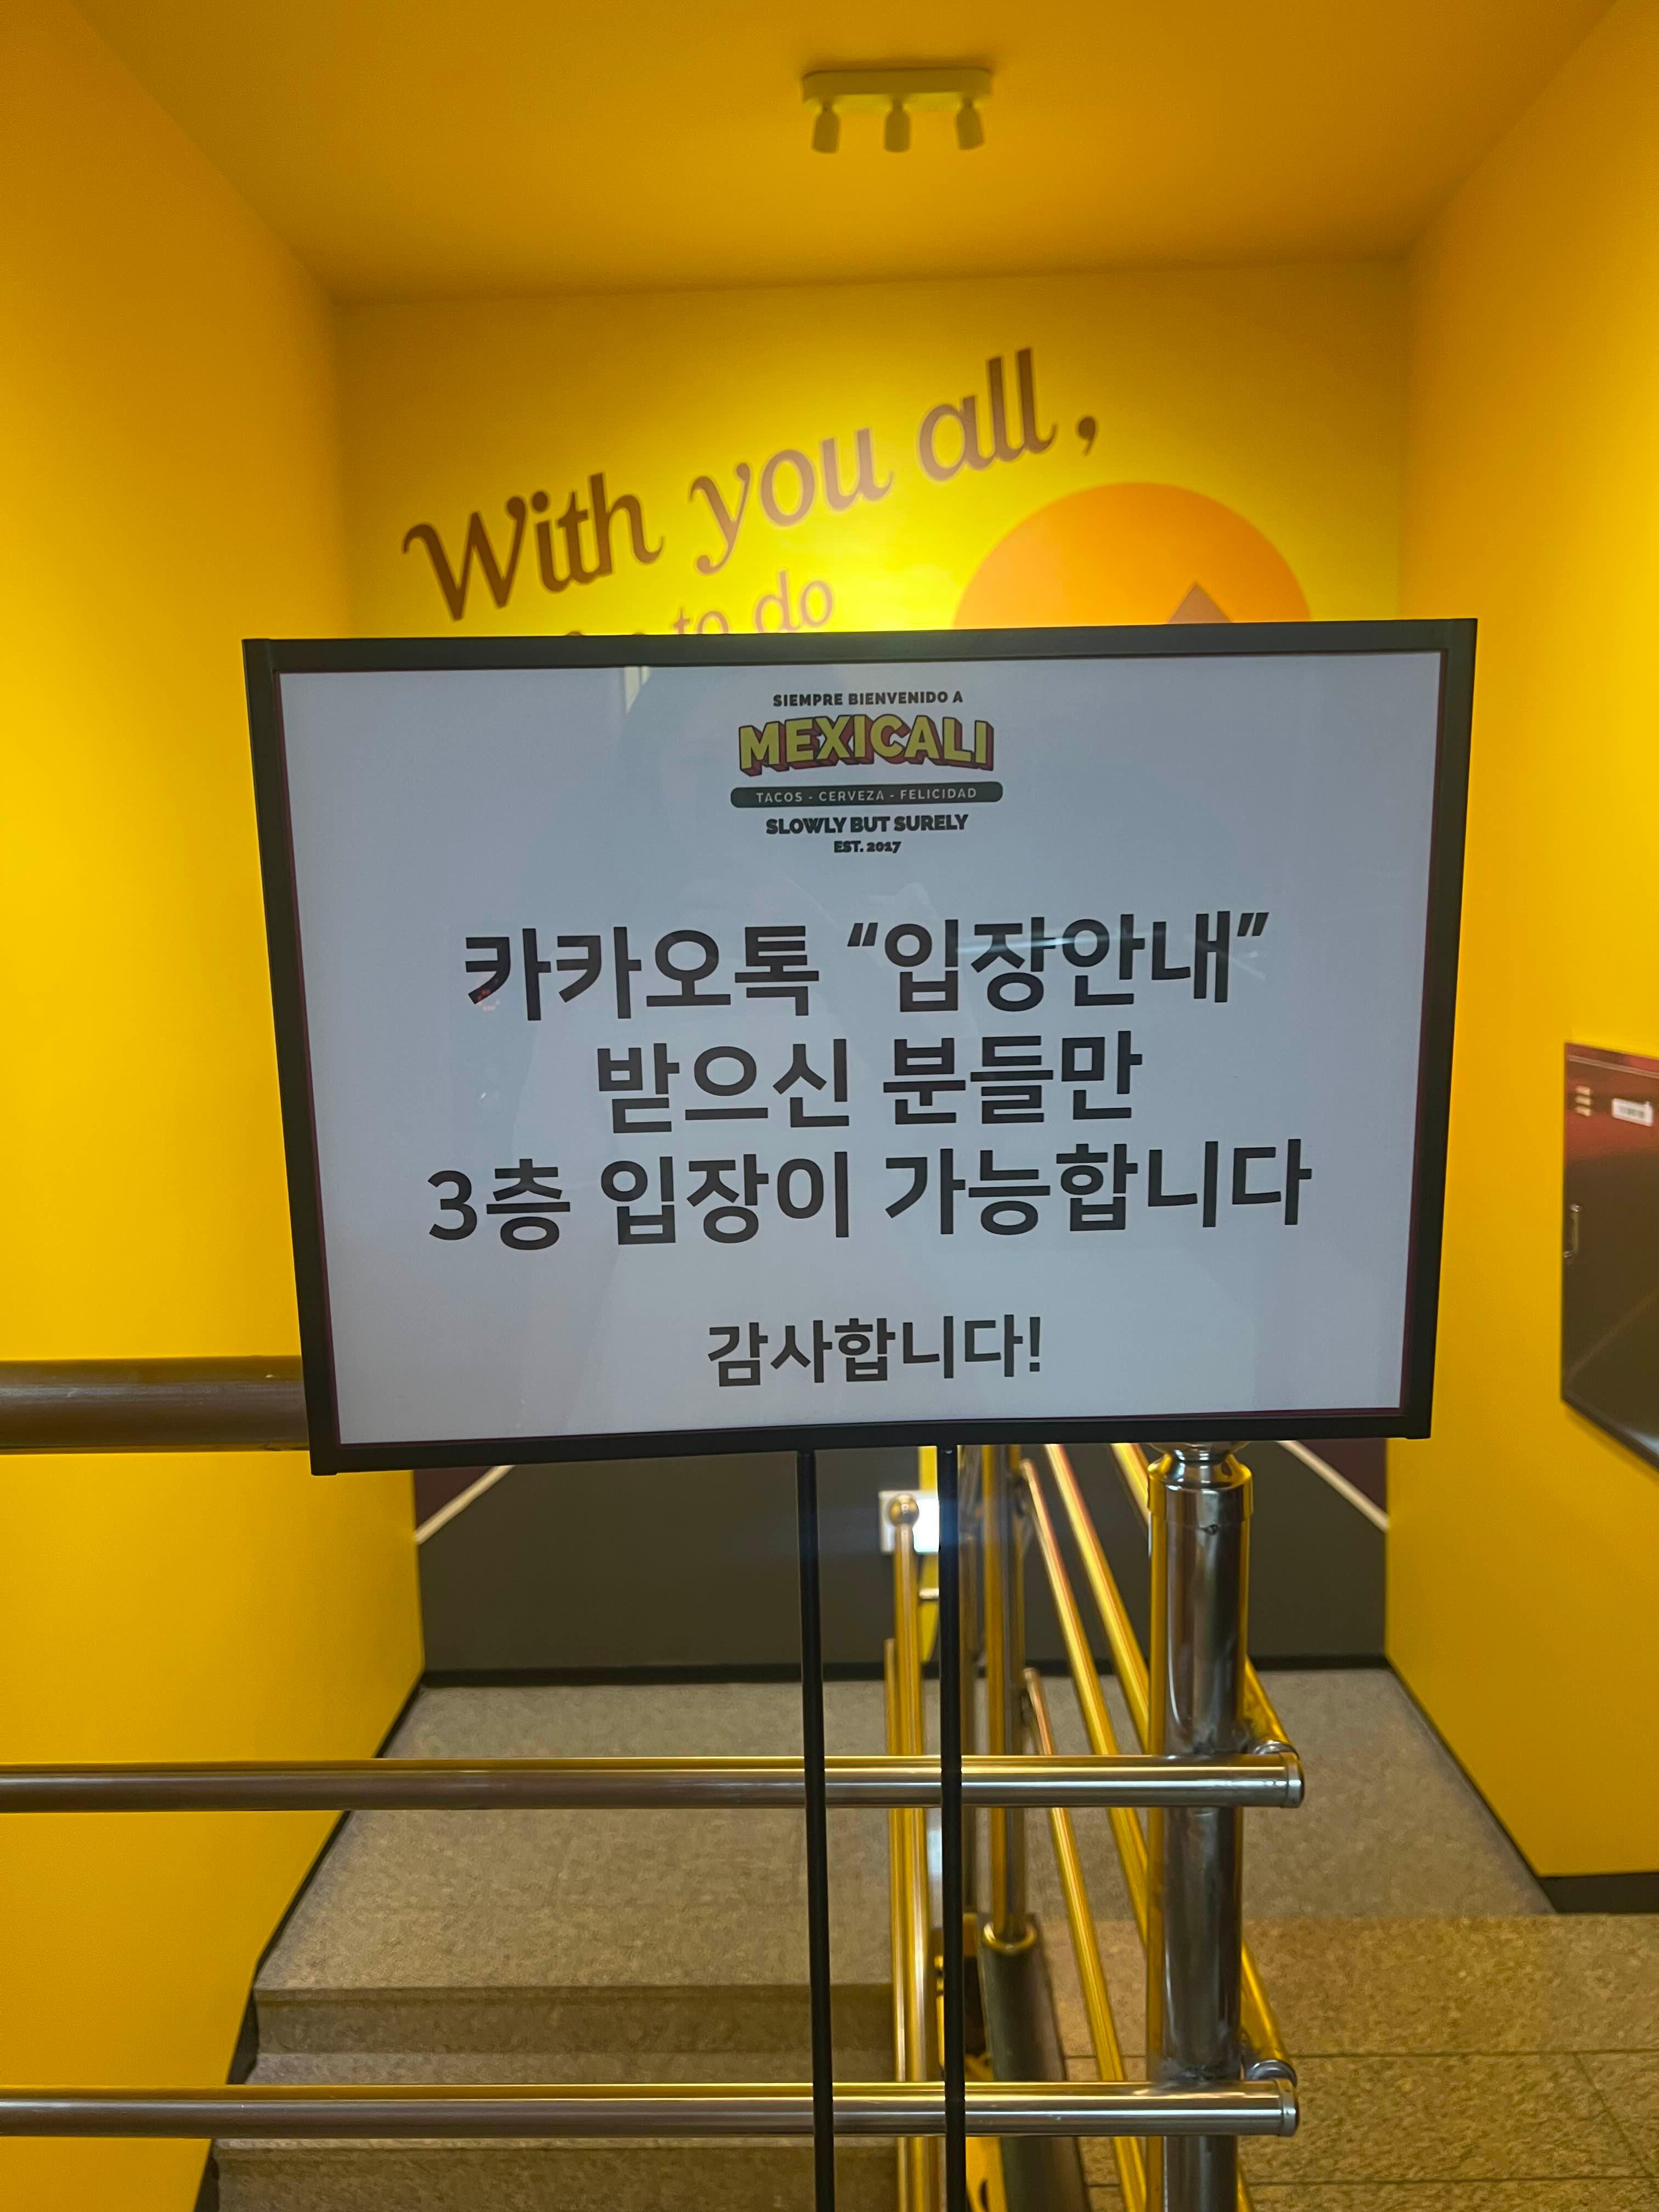 With you all,
to do
SIEMPRE BIENVENIDO A
MEXICALI
TACOS - CERVEZA - FELICIDAD
SLOWLY BUT SURELY
EST. 2017
카카오톡 “입장안내”
받으신 분들만
3층 입장이 가능합니다
감사합니다!